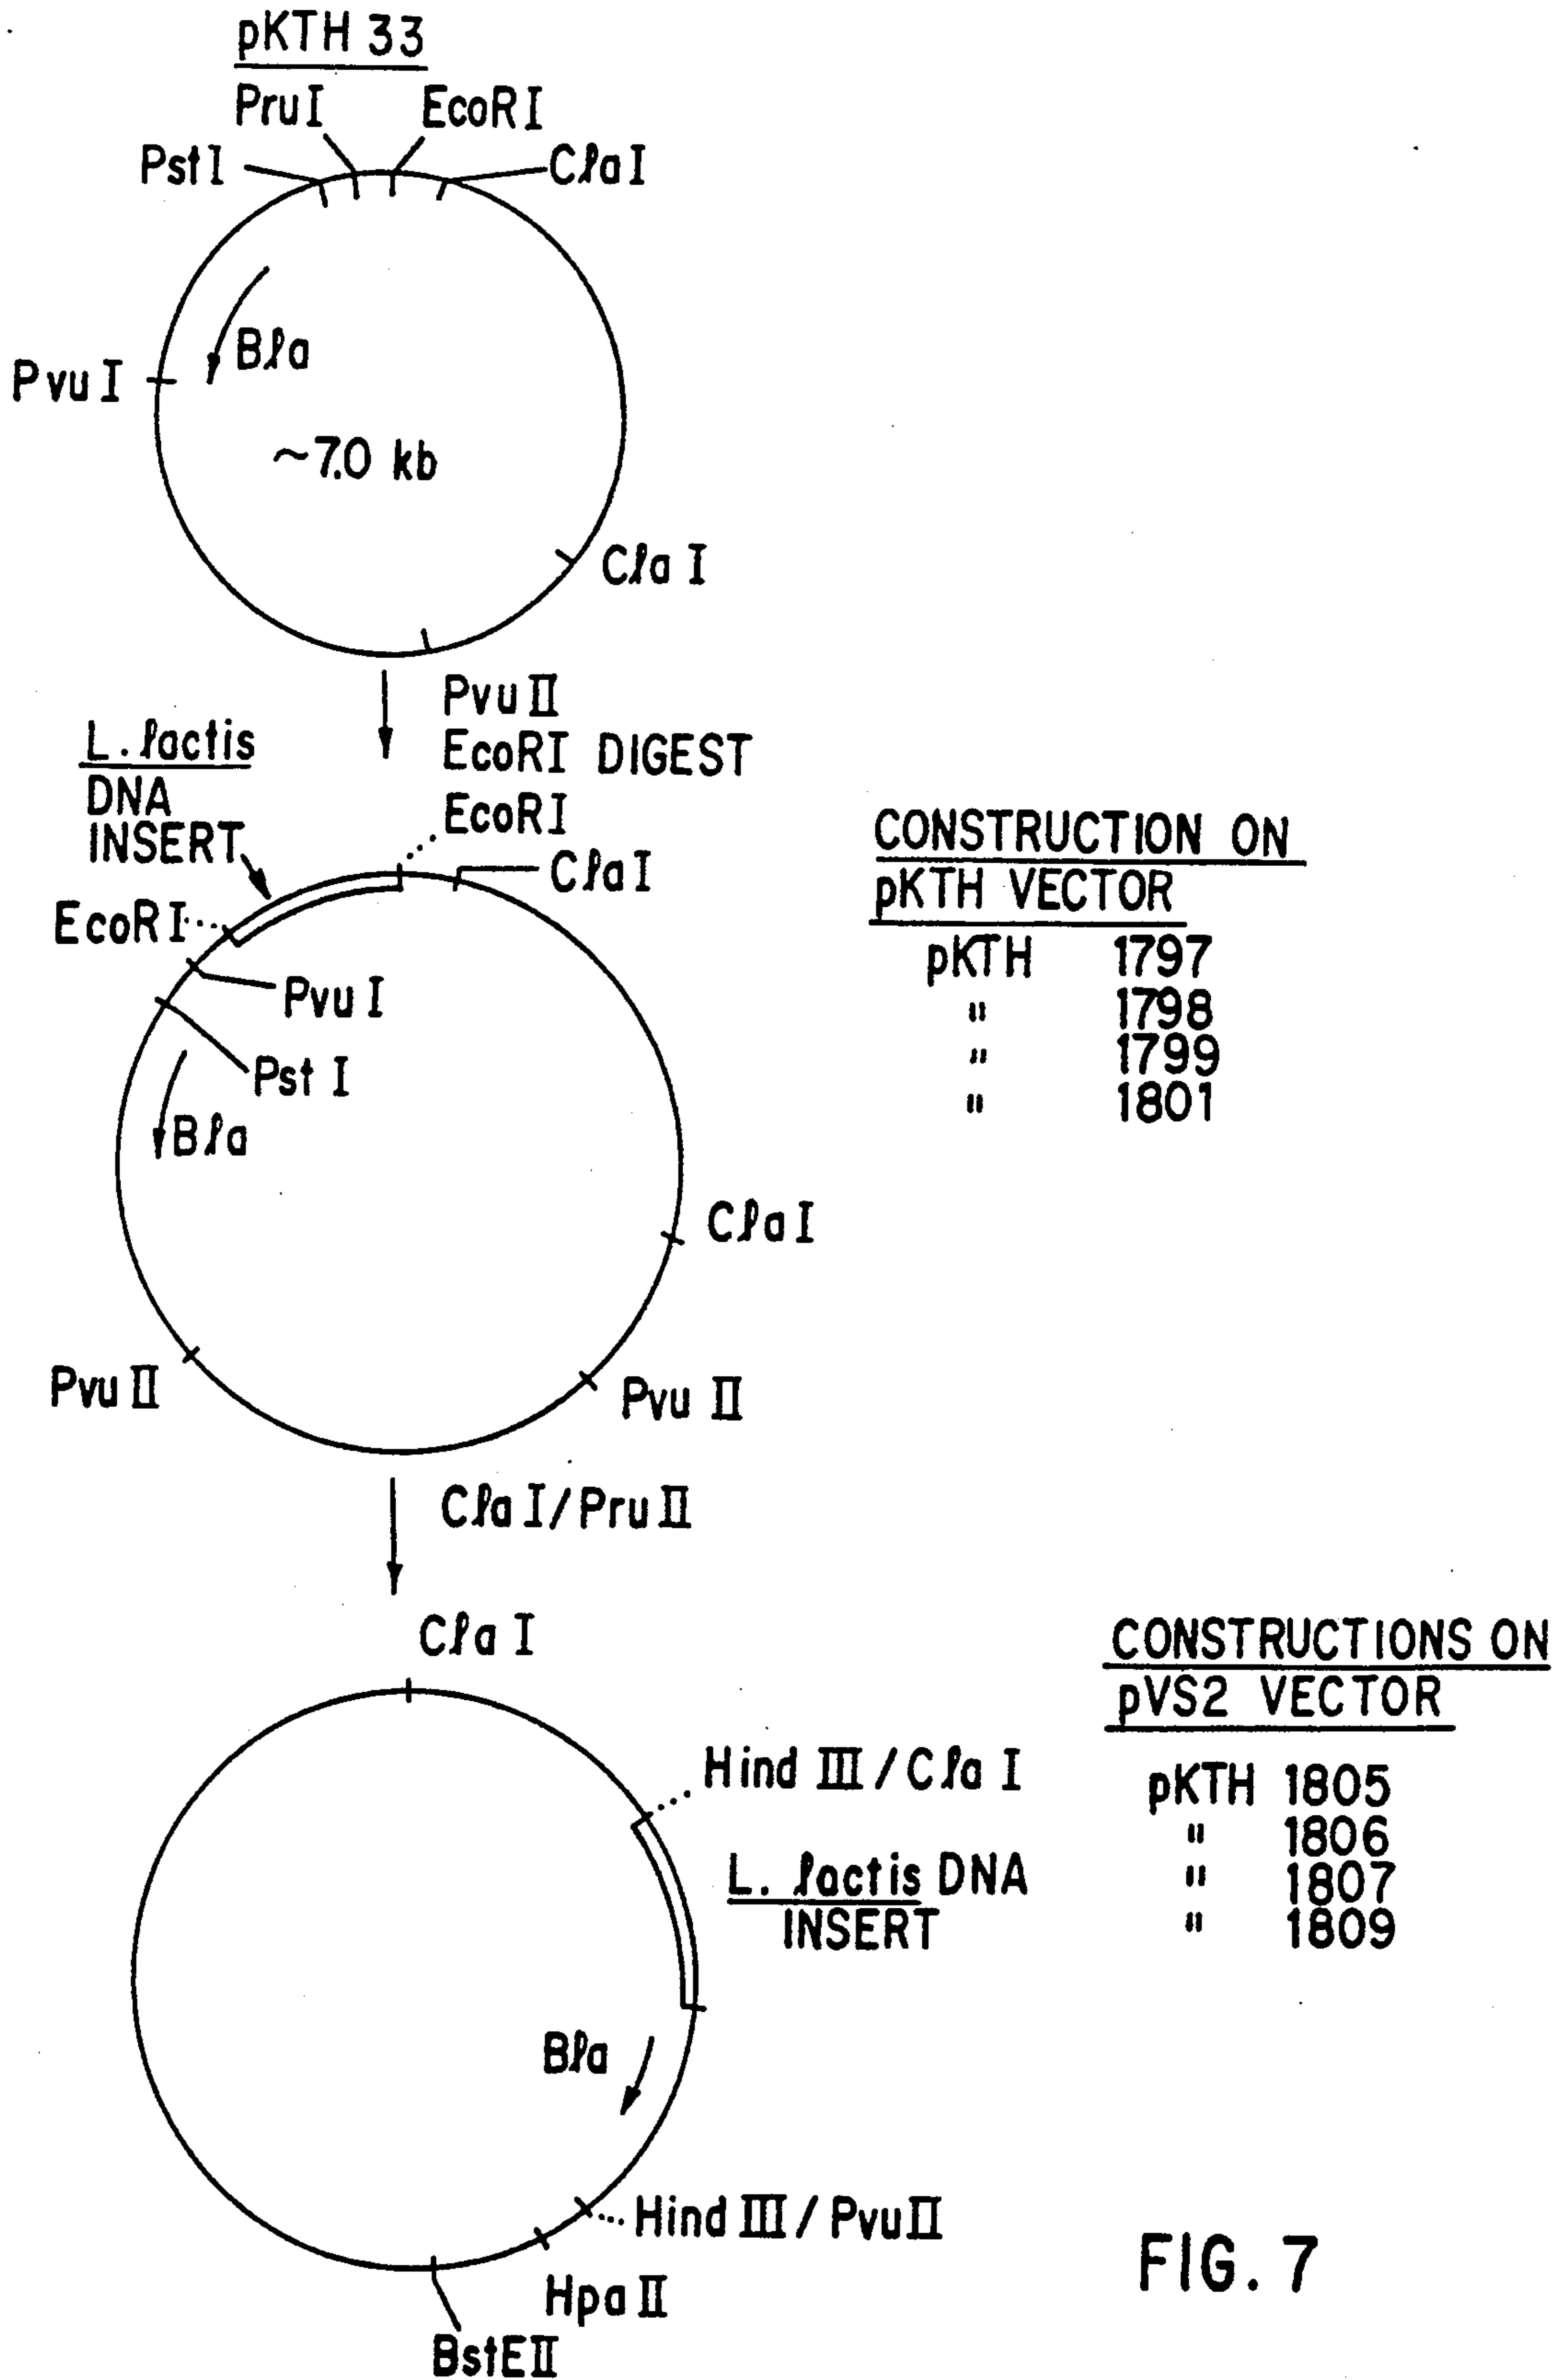 pKTH 33
PruI
EcoRI
PstI
ClaI
PvuI
Bla
~7.0 kb
ClaI
PvuII
EcoRI DIGEST
L. lactis
DNA
INSERT
EcoRI
ClaI
EcoRI
PvuI
PstI
Bla
ClaI
PvuII
PvuII
CONSTRUCTION ON
pKTH VECTOR
pKTH 1797
" 1798
" 1799
" 1801
ClaI/PruII
ClaI
HindIII/ClaI
L. lactis DNA
INSERT
Bla
HindIII/PvuII
HpaII
BstEII
CONSTRUCTIONS ON
pVS2 VECTOR
pKTH 1805
" 1806
" 1807
" 1809
FIG. 7